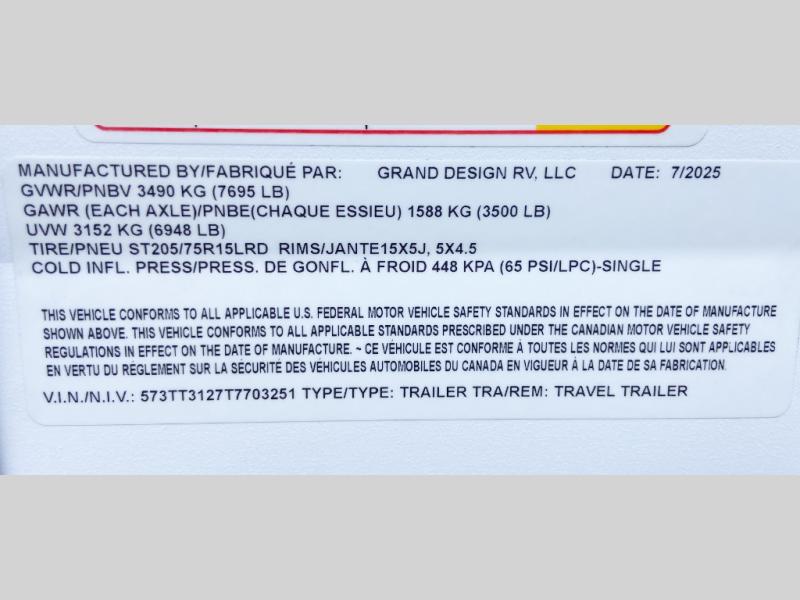 MANUFACTURED BY/FABRIQUÉ PAR: GRAND DESIGN RV, LLC DATE: 7/2025
GVWR/PNBV 3490 KG (7695 LB)
GAWR (EACH AXLE)/PNBE(CHAQUE ESSIEU) 1588 KG (3500 LB)
UVW 3152 KG (6948 LB)
TIRE/PNEU ST205/75R15LRD RIMS/JANTE15X5J, 5X4.5
COLD INFL. PRESS/PRESS. DE GONFL. À FROID 448 KPA (65 PSI/LPC)-SINGLE
THIS VEHICLE CONFORMS TO ALL APPLICABLE U.S. FEDERAL MOTOR VEHICLE SAFETY STANDARDS IN EFFECT ON THE DATE OF MANUFACTURE
SHOWN ABOVE. THIS VEHICLE CONFORMS TO ALL APPLICABLE STANDARDS PRESCRIBED UNDER THE CANADIAN MOTOR VEHICLE SAFETY
REGULATIONS IN EFFECT ON THE DATE OF MANUFACTURE. ~ CE VÉHICULE EST CONFORME À TOUTES LES NORMES QUI LUI SONT APPLICABLES
EN VERTU DU RÉGLEMENT SUR LA SÉCURITÉ DES VÉHICULES AUTOMOBILES DU CANADA EN VIGUEUR À LA DATE DE SA FABRICATION.
V.I.N./N.I.V.: 573TT3127T7703251 TYPE/TYPE: TRAILER TRA/REM: TRAVEL TRAILER